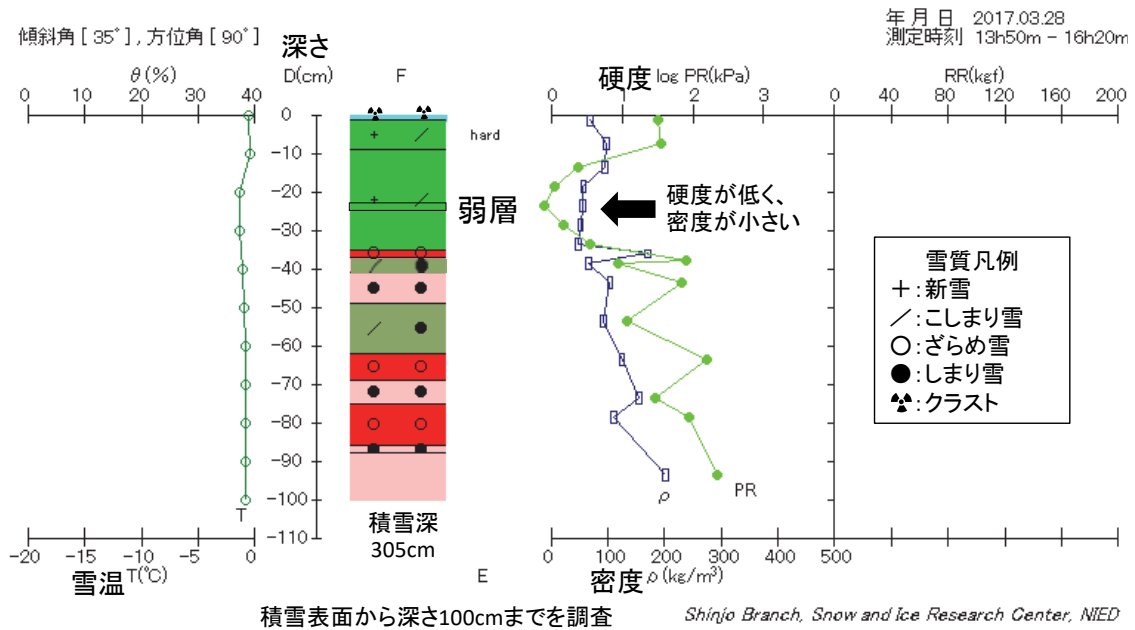 年月日 2017.03.28
測定時刻 13h50m - 16h20m
傾斜角 [ 35° ] , 方位角 [ 90° ]
深さ
θ(%) D(cm) F 硬度 log PR(kPa) RR(kgf)
0 10 20 30 40 0 1 2 3 0 40 80 120 160 200
0
hard
-10
-20
弱層
硬度が低く、
密度が小さい
-30
-40
-50
-60
-70
-80
-90
-100
-110
雪質凡例
+:新雪
/:こしまり雪
○:ざらめ雪
●:しまり雪
:クラスト
T
PR
ρ
積雪深
305cm
-20 -15 -10 -5 0 0 100 200 300 400 500
雪温 T(℃) E 密度 ρ(kg/m³)
積雪表面から深さ100cmまでを調査
Shinjo Branch, Snow and Ice Research Center, NIED